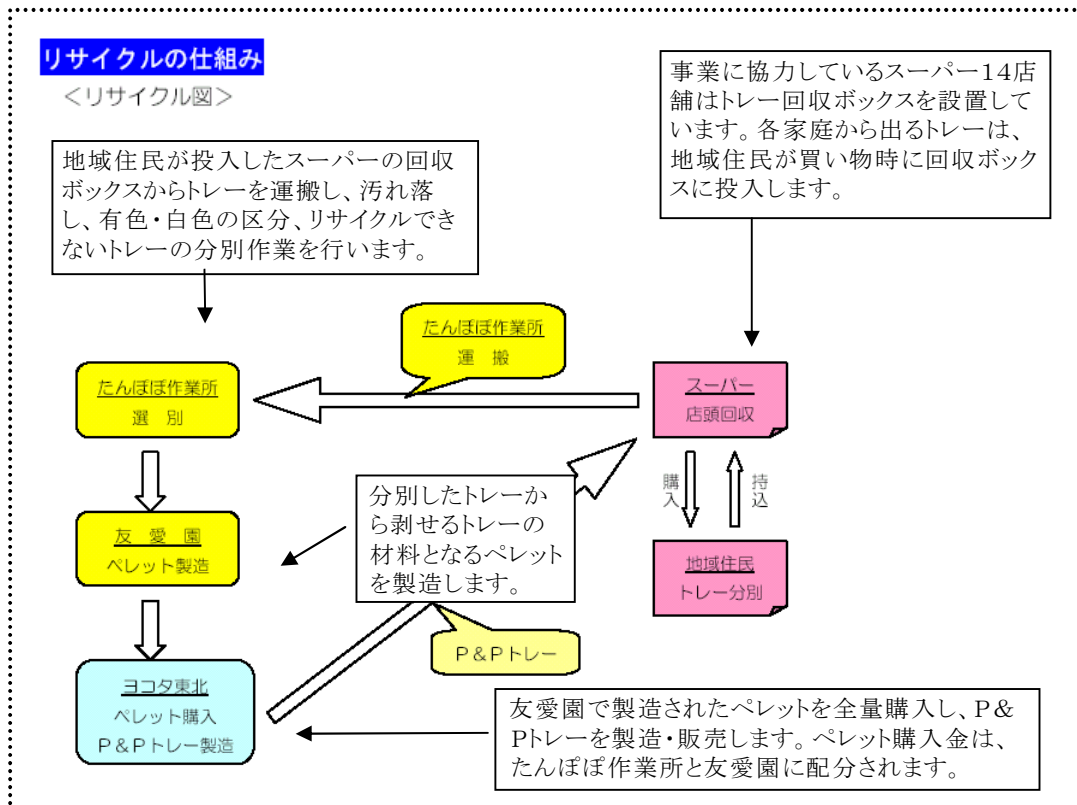 リサイクルの仕組み
＜リサイクル図＞
事業に協力しているスーパー１４店
舗はトレー回収ボックスを設置して
います。各家庭から出るトレーは、
地域住民が買い物時に回収ボック
スに投入します。
地域住民が投入したスーパーの回収
ボックスからトレーを運搬し、汚れ落
し、有色・白色の区分、リサイクルでき
ないトレーの分別作業を行います。
たんぽぽ作業所
運　搬
たんぽぽ作業所
選　別
スーパー
店頭回収
購入
持込
分別したトレーか
ら剥せるトレーの
材料となるペレット
を製造します。
友　愛　園
ペレット製造
地域住民
トレー分別
Ｐ＆Ｐトレー
ヨコタ東北
ペレット購入
Ｐ＆Ｐトレー製造
友愛園で製造されたペレットを全量購入し、Ｐ＆
Ｐトレーを製造・販売します。ペレット購入金は、
たんぽぽ作業所と友愛園に配分されます。